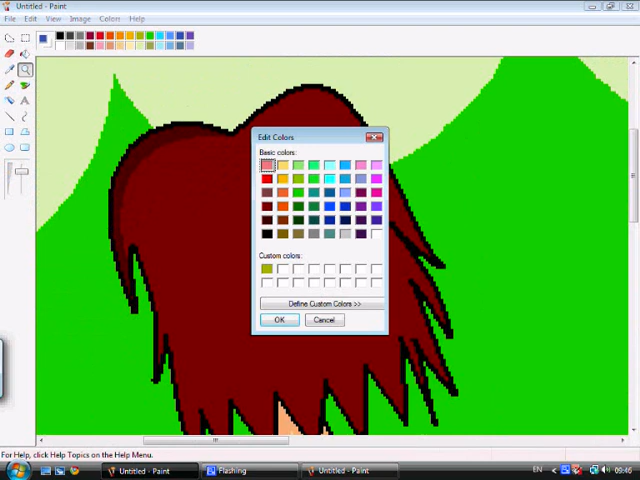 Untitled - Paint
File Edit View Image Colors Help
Edit Colors
Basic colors:
Custom colors:
Define Custom Colors >>
OK Cancel
For Help, click Help Topics on the Help Menu.
Untitled - Paint Flashing Untitled - Paint EN 09:46